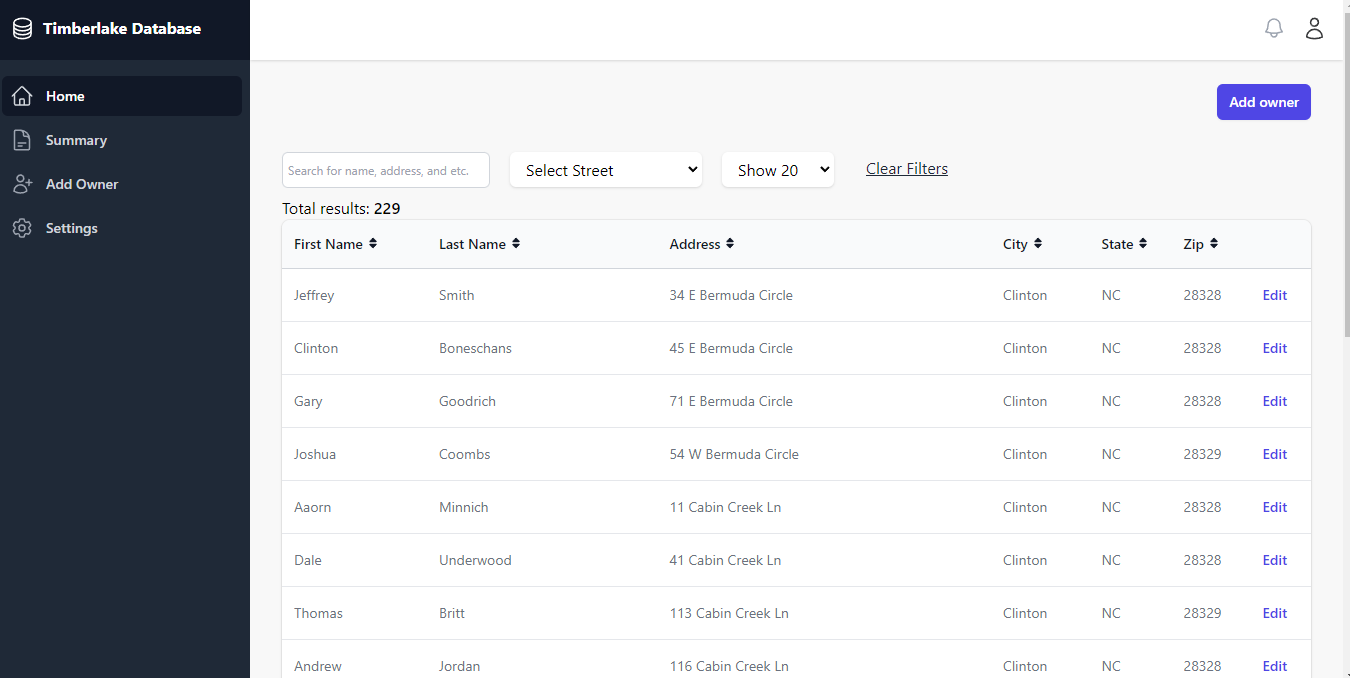 Timberlake Database
Home
Summary
Add Owner
Settings
Add owner
Search for name, address, and etc. Select Street Show 20 Clear Filters
Total results: 229
First Name Last Name Address City State Zip
Jeffrey Smith 34 E Bermuda Circle Clinton NC 28328 Edit
Clinton Boneschans 45 E Bermuda Circle Clinton NC 28328 Edit
Gary Goodrich 71 E Bermuda Circle Clinton NC 28328 Edit
Joshua Coombs 54 W Bermuda Circle Clinton NC 28329 Edit
Aaorn Minnich 11 Cabin Creek Ln Clinton NC 28328 Edit
Dale Underwood 41 Cabin Creek Ln Clinton NC 28328 Edit
Thomas Britt 113 Cabin Creek Ln Clinton NC 28329 Edit
Andrew Jordan 116 Cabin Creek Ln Clinton NC 28328 Edit